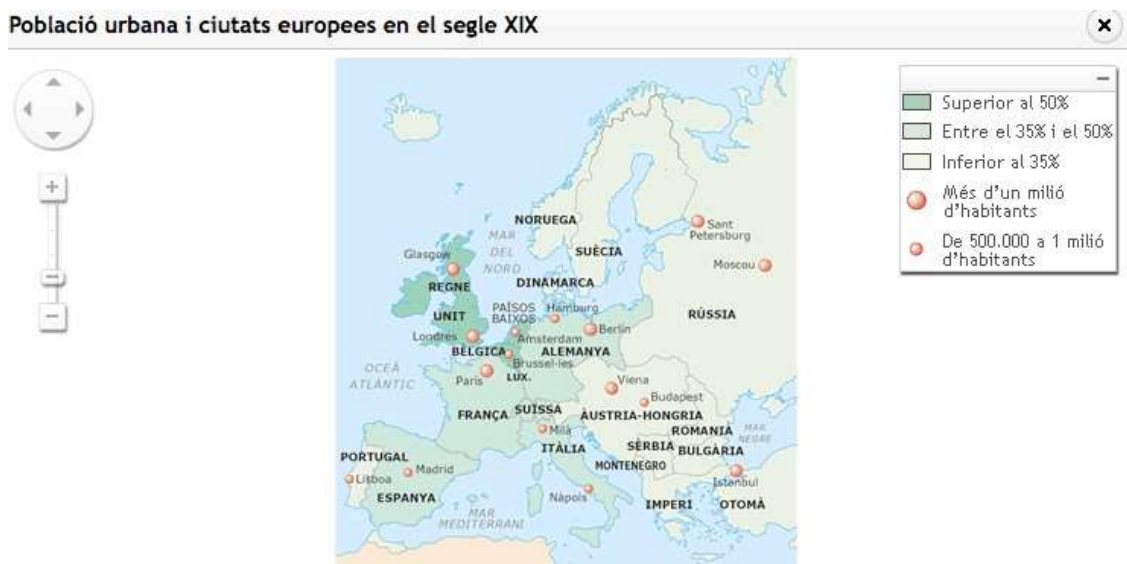 Població urbana i ciutats europees en el segle XIX
Superior al 50%
Entre el 35% i el 50%
Inferior al 35%
Més d'un milió
d'habitants
De 500.000 a 1 milió
d'habitants
NORUEGA
SUÈCIA
Sant
Petersburg
Moscou
MAR
DEL
NORD
Glasgow
REGNE
UNIT
DINAMARCA
PAÏSOS
BAIXOS
Hamburg
RÚSSIA
Londres
Amsterdam
Berlín
BÈLGICA
ALEMANYA
Brussel·les
OCEÀ
ATLÀNTIC
París
LUX.
Viena
Budapest
FRANÇA
SUÏSSA
ÀUSTRIA-HONGRIA
ROMANIA
MAR
NEGRE
Milà
ITÀLIA
SÈRBIA
BULGÀRIA
MONTENEGRO
PORTUGAL
Lisboa
Madrid
ESPANYA
Nàpols
Istanbul
IMPERI
OTOMÀ
MAR
MEDITERRANI